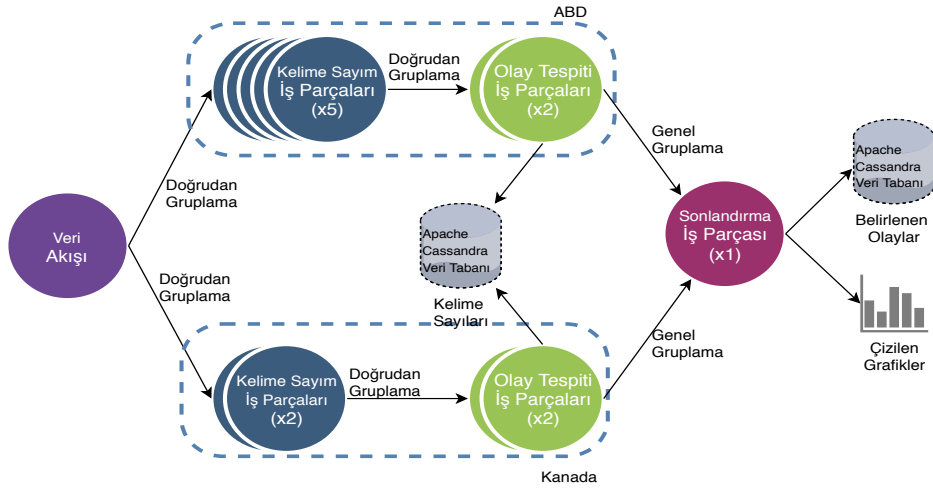 ABD
Kelime Sayım
İş Parçaları
(x5)
Doğrudan
Gruplama
Olay Tespiti
İş Parçaları
(x2)
Genel
Gruplama
Doğrudan
Gruplama
Veri
Akışı
Doğrudan
Gruplama
Apache
Cassandra
Veri Tabanı
Kelime
Sayıları
Sonlandırma
İş Parçası
(x1)
Apache
Cassandra
Veri Tabanı
Belirlenen
Olaylar
Çizilen
Grafikler
Genel
Gruplama
Kelime Sayım
İş Parçaları
(x2)
Doğrudan
Gruplama
Olay Tespiti
İş Parçaları
(x2)
Kanada